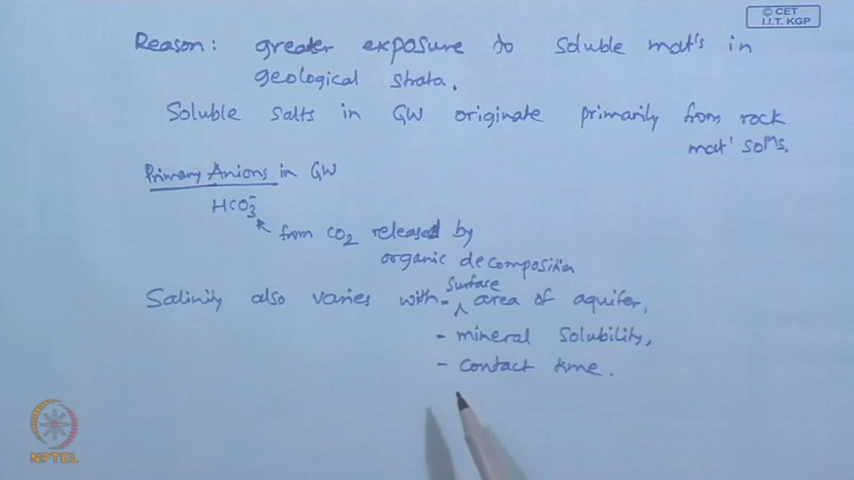 © CET
I.I.T. KGP
Reason: greater exposure to soluble mat's in
geological strata.
Soluble salts in GW originate primarily from rock
mat' solns.
Primary Anions in GW
HCO3-
from CO2 released by
organic decomposition
Salinity also varies with - surface area of aquifer,
- mineral solubility,
- contact time.
NPTEL